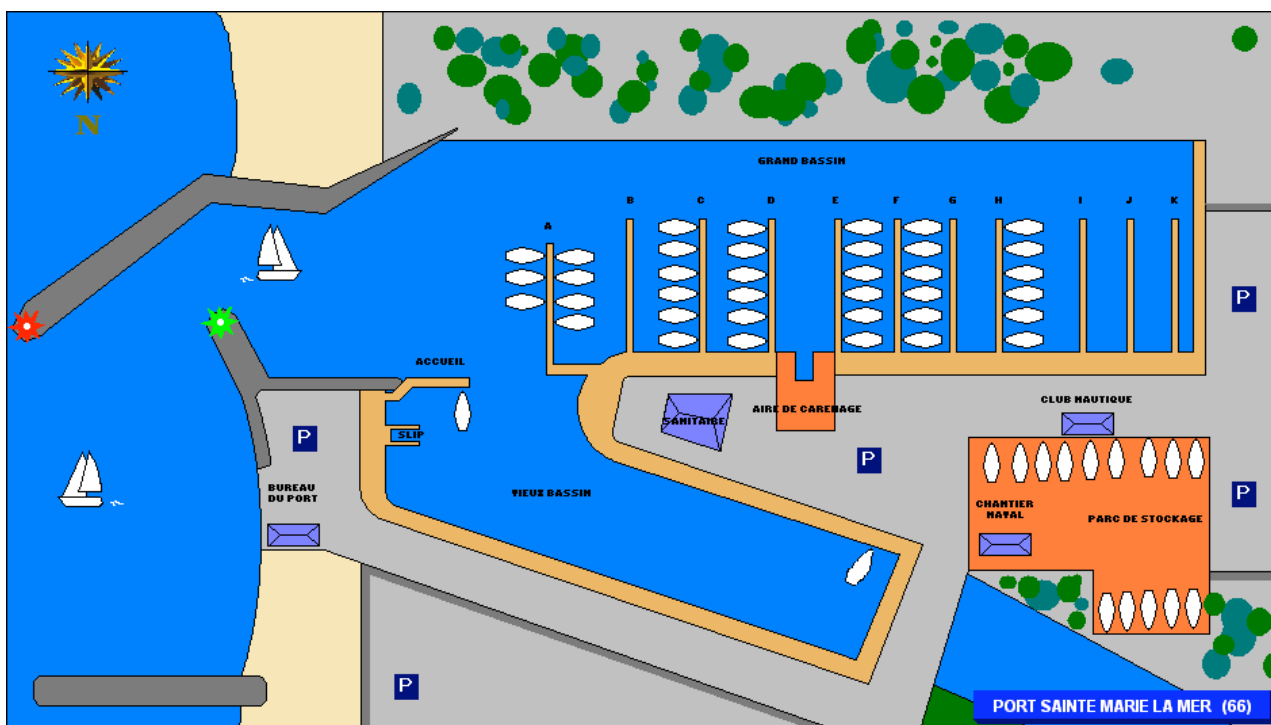 N
GRAND BASSIN
A
B
C
D
E
F
G
H
I
J
K
P
ACCUEIL
SLIP
P
BUREAU
DU PORT
VIEUX BASSIN
SANITAIRE
AIRE DE CARENAGE
P
CLUB NAUTIQUE
CHANTIER
NAVAL
PARC DE STOCKAGE
P
P
PORT SAINTE MARIE LA MER (66)